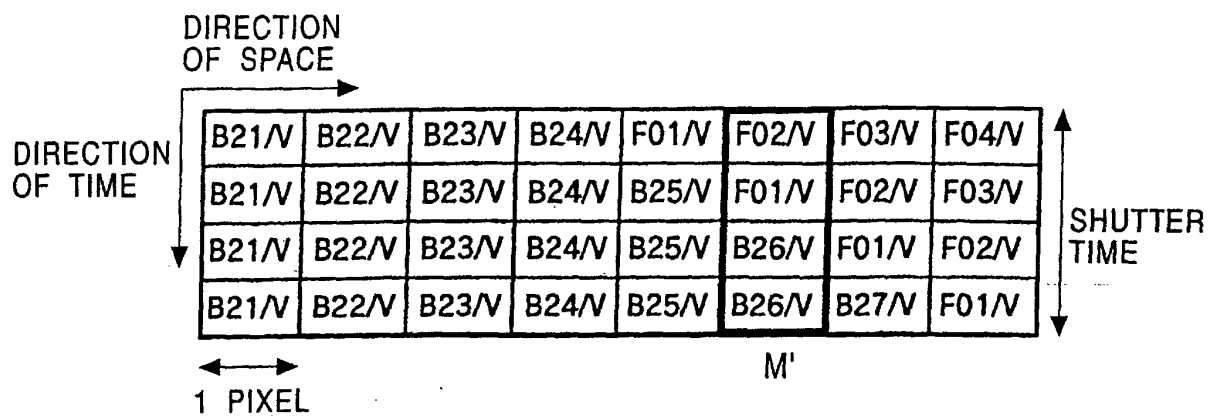 DIRECTION
OF SPACE
DIRECTION
OF TIME
B21/V B22/V B23/V B24/V F01/V F02/V F03/V F04/V
B21/V B22/V B23/V B24/V B25/V F01/V F02/V F03/V
B21/V B22/V B23/V B24/V B25/V B26/V F01/V F02/V
B21/V B22/V B23/V B24/V B25/V B26/V B27/V F01/V
SHUTTER
TIME
1 PIXEL
M'